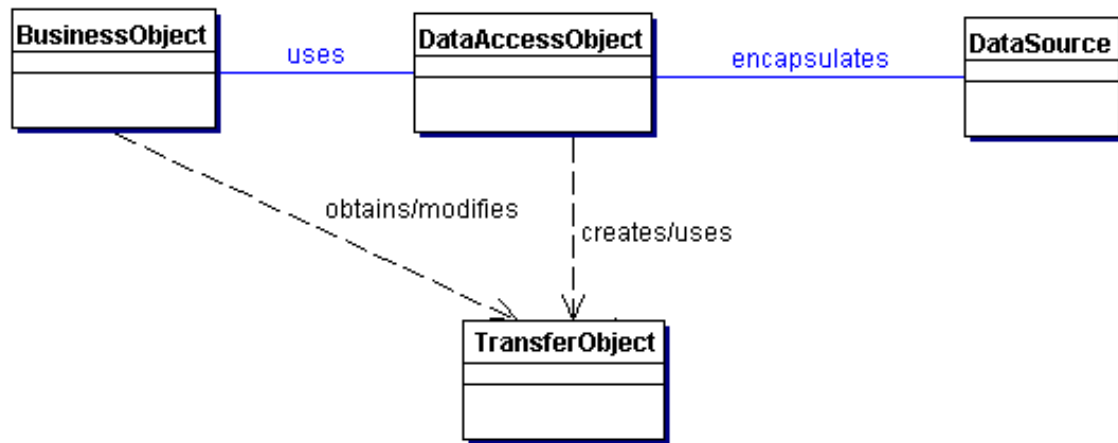 BusinessObject
uses
DataAccessObject
encapsulates
DataSource
obtains/modifies
creates/uses
TransferObject